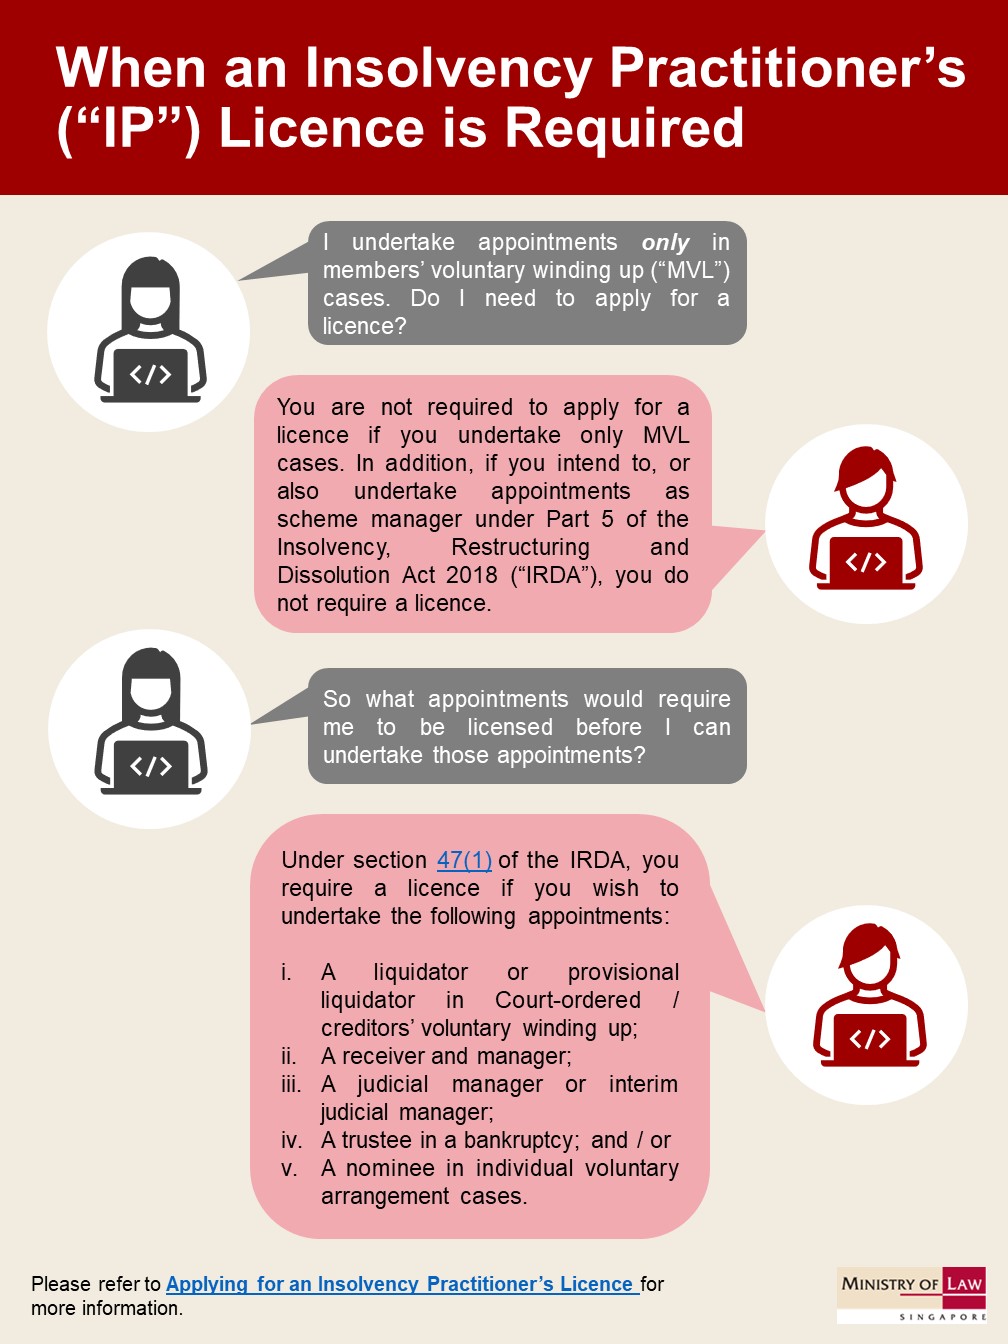 When an Insolvency Practitioner’s
(“IP”) Licence is Required
I undertake appointments only in
members’ voluntary winding up (“MVL”)
cases. Do I need to apply for a
licence?
</>
You are not required to apply for a
licence if you undertake only MVL
cases. In addition, if you intend to, or
also undertake appointments as
scheme manager under Part 5 of the
Insolvency, Restructuring and
Dissolution Act 2018 (“IRDA”), you do
not require a licence.
</>
So what appointments would require
me to be licensed before I can
undertake those appointments?
</>
Under section 47(1) of the IRDA, you
require a licence if you wish to
undertake the following appointments:
i. A liquidator or provisional
liquidator in Court-ordered /
creditors’ voluntary winding up;
ii. A receiver and manager;
iii. A judicial manager or interim
judicial manager;
iv. A trustee in a bankruptcy; and / or
v. A nominee in individual voluntary
arrangement cases.
</>
Please refer to Applying for an Insolvency Practitioner’s Licence for
more information.
MINISTRY OF LAW
SINGAPORE